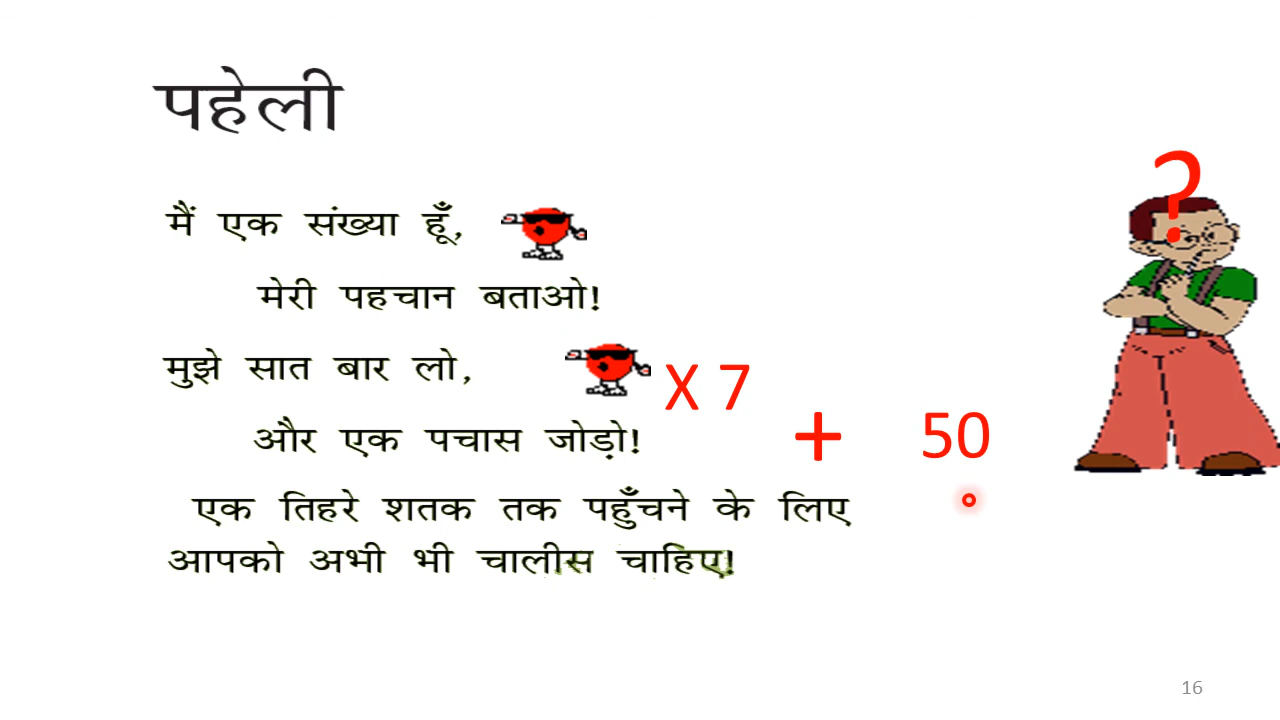 पहेली
?
मैं एक संख्या हूँ,
मेरी पहचान बताओ!
मुझे सात बार लो,
X 7
और एक पचास जोड़ो!
+ 50
एक तिहरे शतक तक पहुँचने के लिए
आपको अभी भी चालीस चाहिए!
16